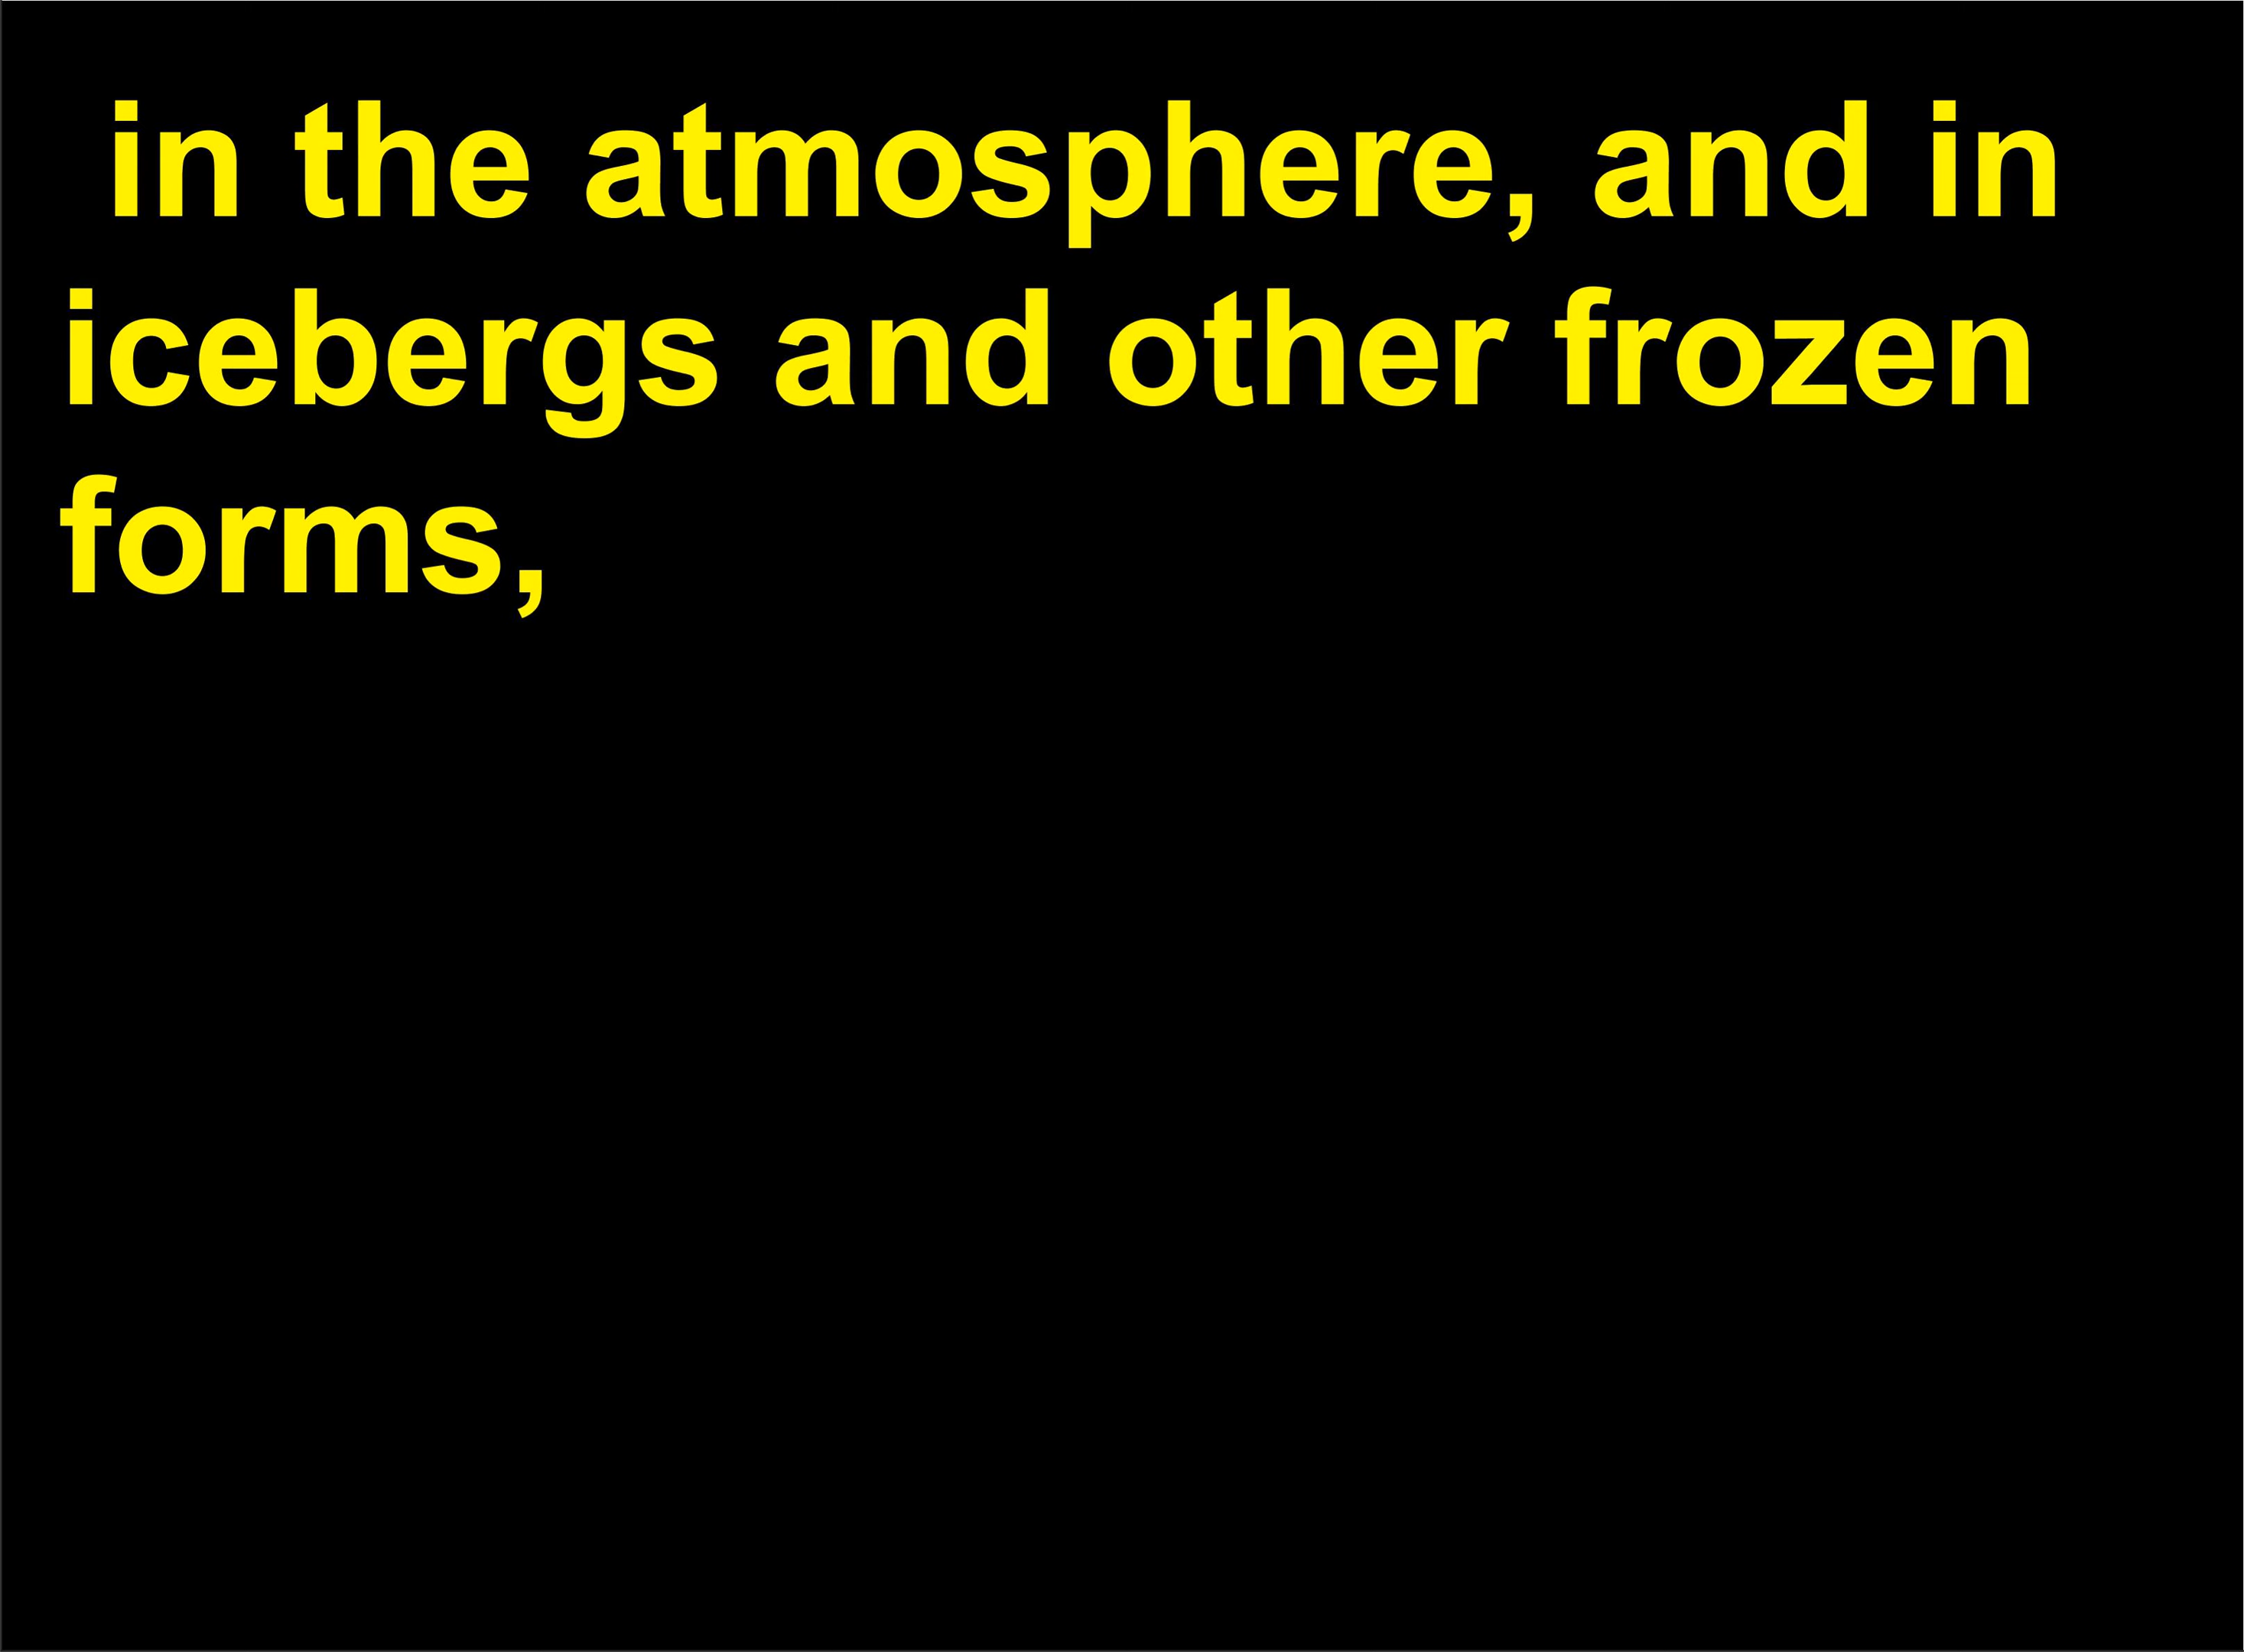 in the atmosphere, and in
icebergs and other frozen
forms,